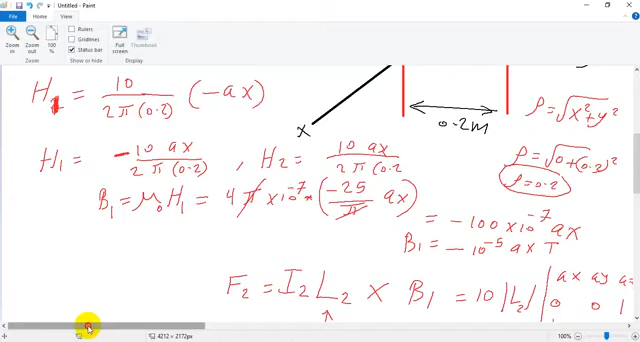 Untitled - Paint
File Home View
Zoom in Zoom out 100 % Rulers Gridlines Status bar Full screen Thumbnail
Zoom Show or hide Display
H1 = 10 / 2π(0.2) (-ax)
x
0.2m
ρ = √x²+y²
H1 = -10 ax / 2π(0.2) , H2 = 10 ax / 2π(0.2
ρ = √0+(0.2)²
ρ = 0.2
B1 = μ0 H1 = 4π×10⁻⁷* (-25/π ax)
= -100×10⁻⁷ ax
B1 = -10⁻⁵ ax T
F2 = I2 L2 × B1 = 10 |L2| | ax ay a=
0 0 1
4212 × 2172px 100%